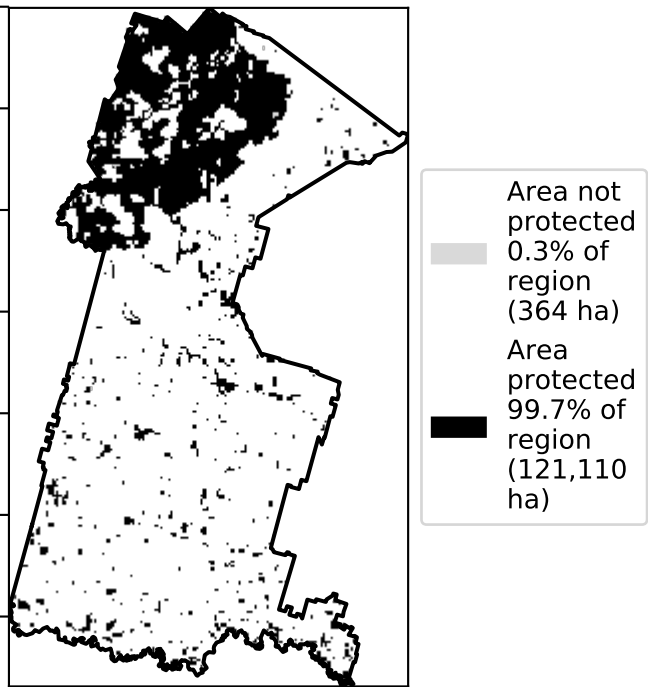 Area not
protected
0.3% of
region
(364 ha)
Area
protected
99.7% of
region
(121,110
ha)